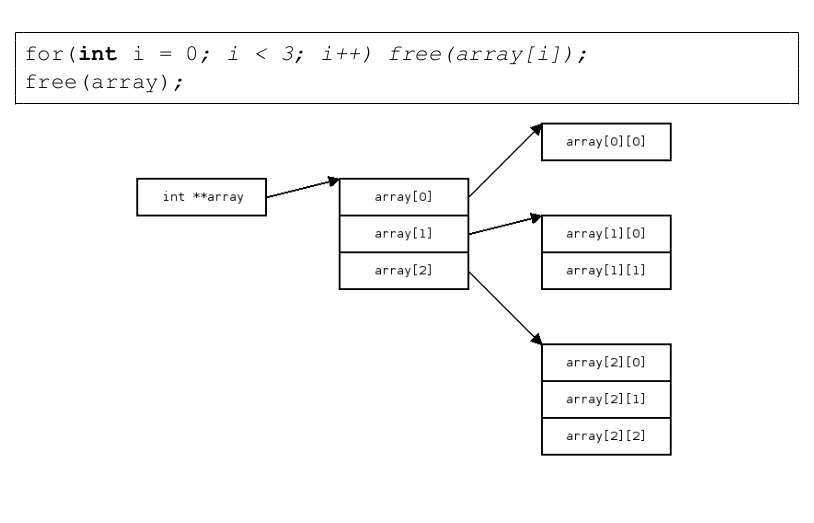 for(int i = 0; i < 3; i++) free(array[i]);
free(array);
int **array
array[0]
array[1]
array[2]
array[0][0]
array[1][0]
array[1][1]
array[2][0]
array[2][1]
array[2][2]